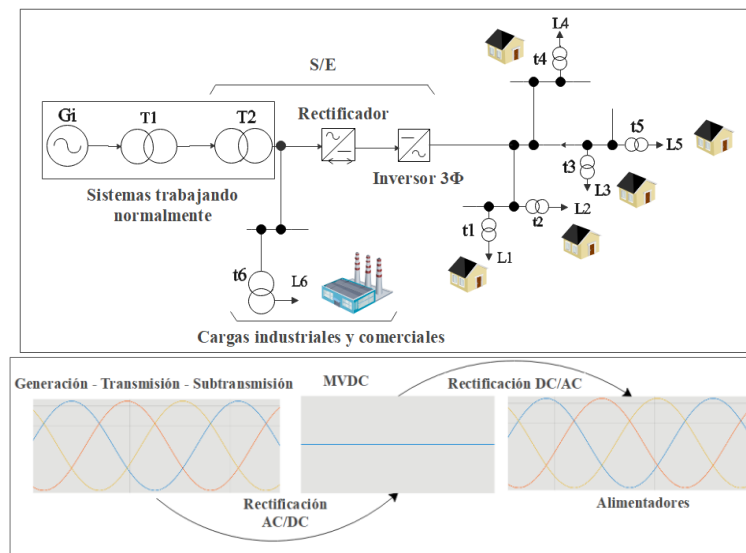 L4
t4
S/E
Rectificador
Gi
T1
T2
t5
L5
t3
Inversor 3Φ
L3
Sistemas trabajando
normalmente
L2
t1
t2
L1
t6
L6
Cargas industriales y comerciales
Generación - Transmisión - Subtransmisión
MVDC
Rectificación DC/AC
Rectificación
AC/DC
Alimentadores